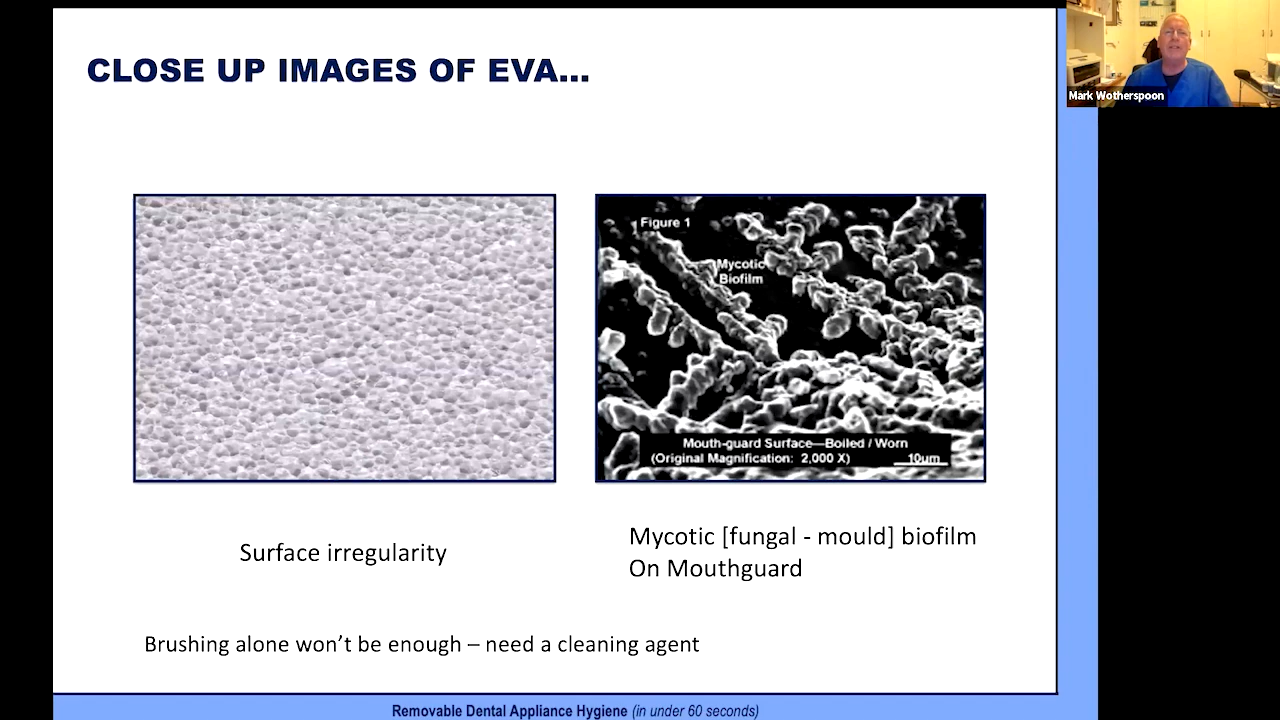 CLOSE UP IMAGES OF EVA...
Mark Wotherspoon
Figure 1
Mycotic
Biofilm
Mouth-guard Surface—Boiled / Worn
(Original Magnification: 2,000 X)
10um
Surface irregularity
Mycotic [fungal - mould] biofilm
On Mouthguard
Brushing alone won’t be enough – need a cleaning agent
Removable Dental Appliance Hygiene (in under 60 seconds)